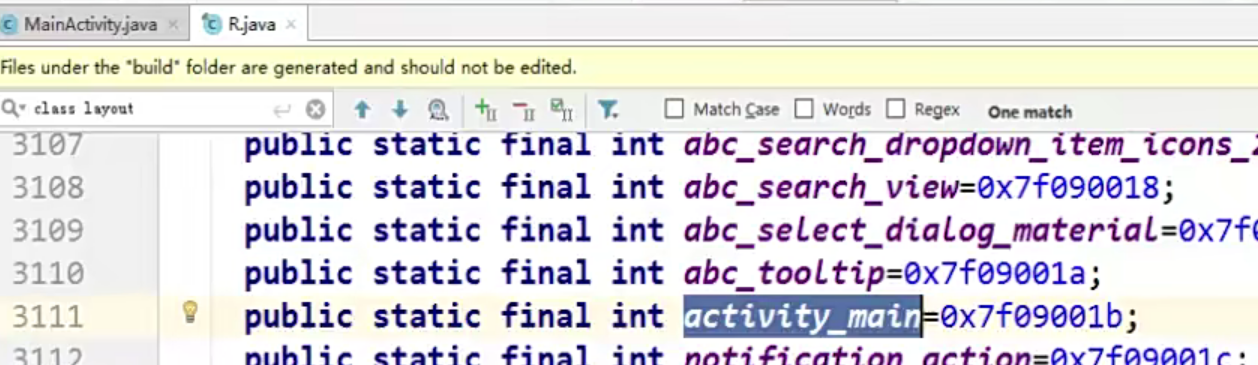 MainActivity.java R.java
Files under the "build" folder are generated and should not be edited.
class layout Match Case Words Regex One match
3107 public static final int abc_search_dropdown_item_icons_
3108 public static final int abc_search_view=0x7f090018;
3109 public static final int abc_select_dialog_material=0x7f0
3110 public static final int abc_tooltip=0x7f09001a;
3111 public static final int activity_main=0x7f09001b;
3112 public static final int notification_action=0x7f09001c;